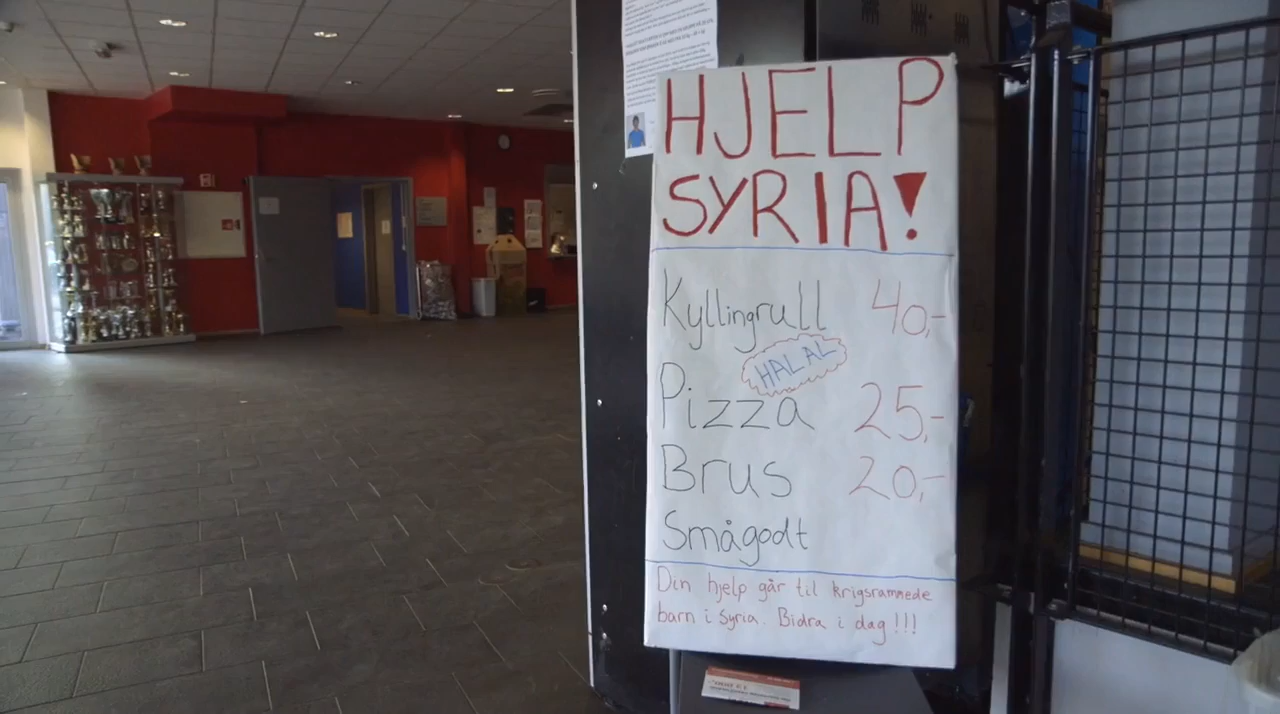 HJELP
SYRIA!
Kyllingrull 40,-
HALAL
Pizza 25,-
Brus 20,-
Smågodt
Din hjelp går til krigsrammede
barn i Syria. Bidra i dag!!!